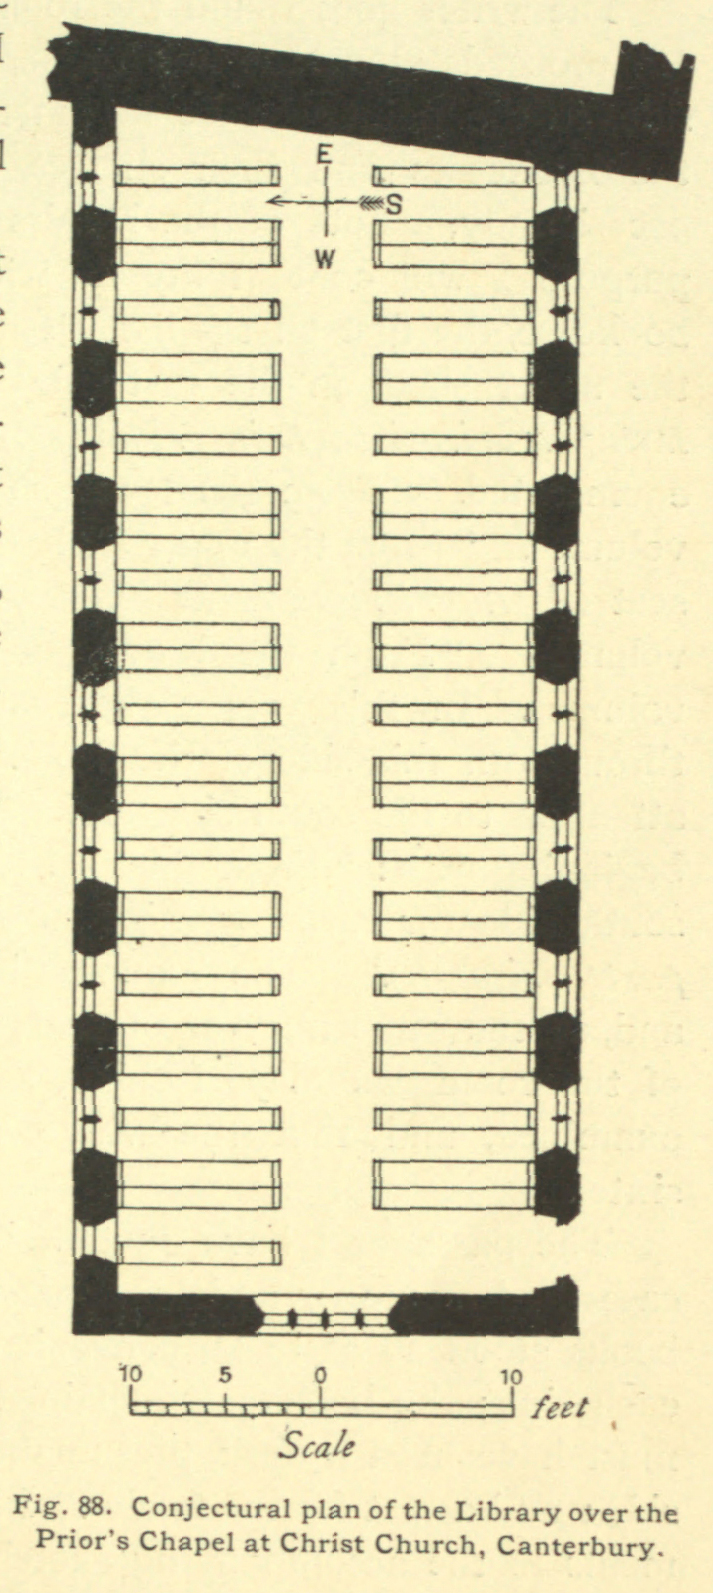 E
S
W
10 5 0 10
feet
Scale
Fig. 88. Conjectural plan of the Library over the
Prior's Chapel at Christ Church, Canterbury.